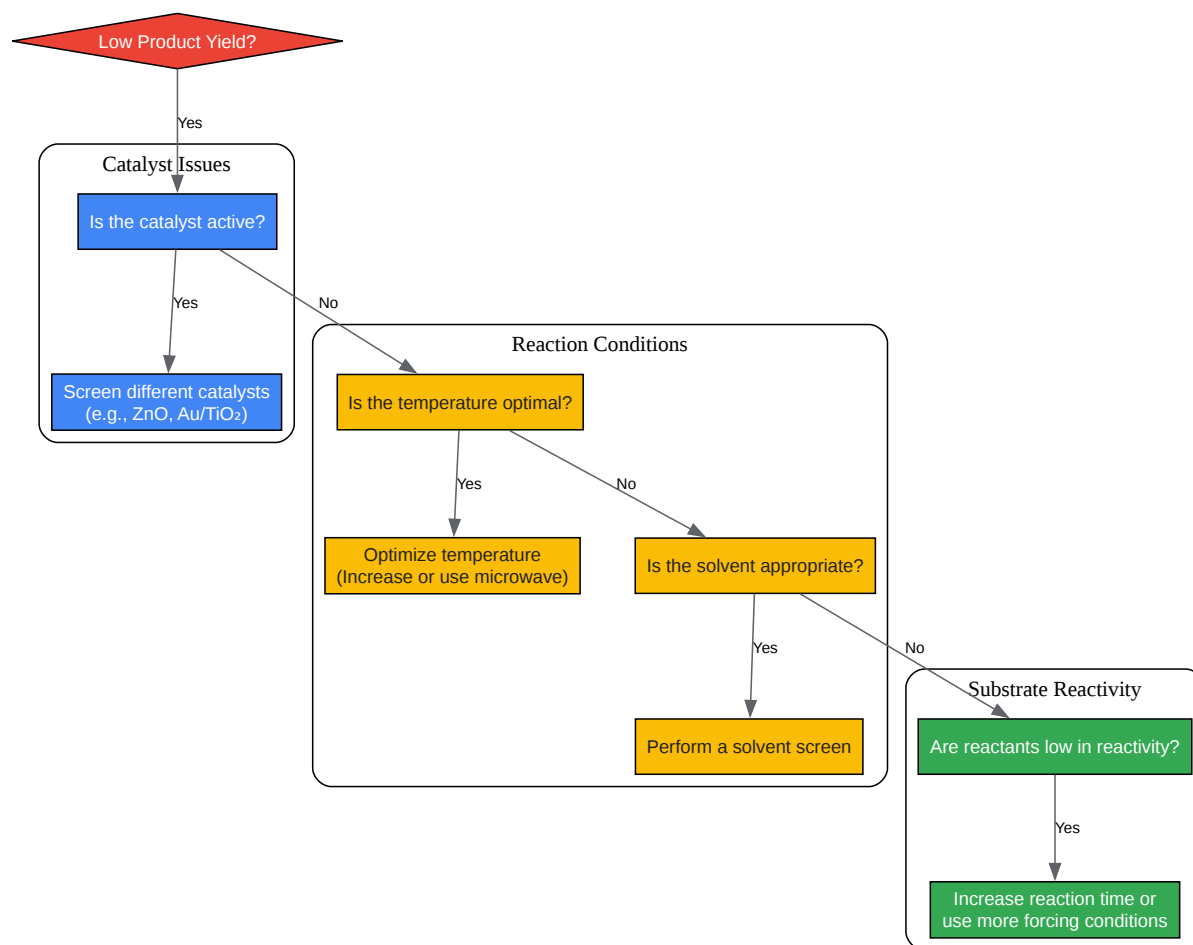 Low Product Yield?
Yes
Catalyst Issues
Is the catalyst active?
Yes
No
Screen different catalysts
(e.g., ZnO, Au/TiO₂)
Reaction Conditions
Is the temperature optimal?
Yes
No
Optimize temperature
(Increase or use microwave)
Is the solvent appropriate?
Yes
No
Perform a solvent screen
Substrate Reactivity
Are reactants low in reactivity?
Yes
Increase reaction time or
use more forcing conditions